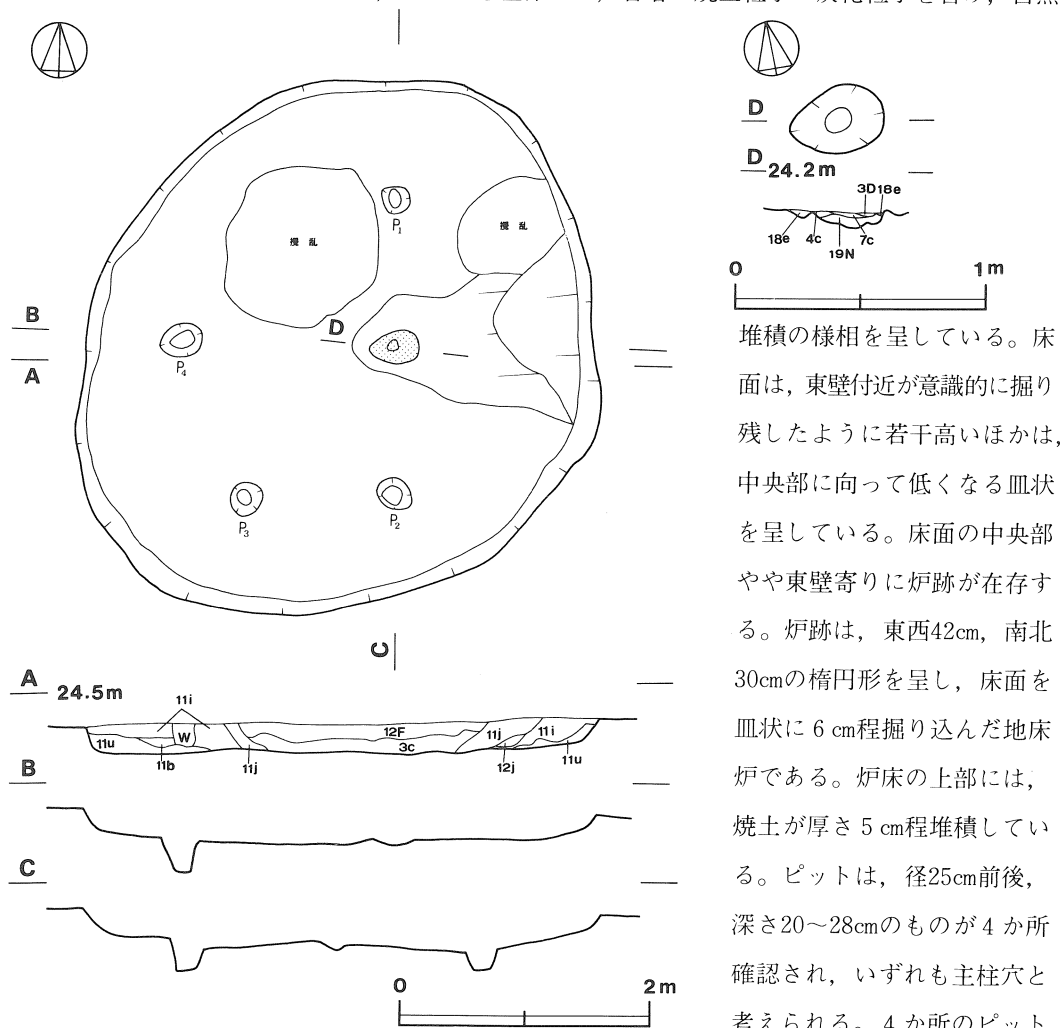 D
D 24.2m
3D 18e
18e 4c 7c
19N
0 1m
P₁
攪乱
攪乱
B
D
A
P₄
P₃
P₂
C
A 24.5m
11i
12F 11j 11i
11u W 3c
11b 11j 12j 11u
B
C
0 2m
堆積の様相を呈している。床
面は，東壁付近が意識的に掘り
残したように若干高いほかは，
中央部に向って低くなる皿状
を呈している。床面の中央部
やや東壁寄りに炉跡が在存す
る。炉跡は，東西42cm，南北
30cmの楕円形を呈し，床面を
皿状に6cm程掘り込んだ地床
炉である。炉床の上部には，
焼土が厚さ5cm程堆積してい
る。ピットは，径25cm前後，
深さ20～28cmのものが4か所
確認され，いずれも主柱穴と
考えられる。4か所のピット